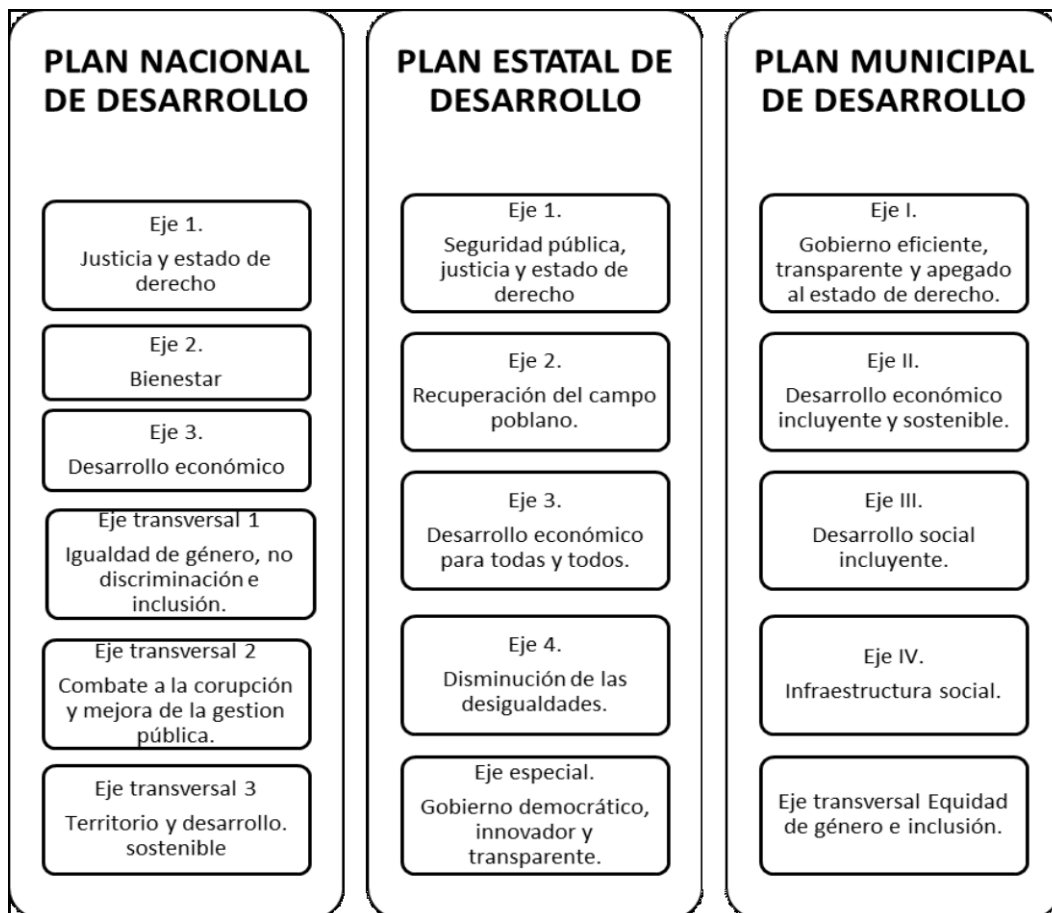 PLAN NACIONAL
DE DESARROLLO
Eje 1.
Justicia y estado de
derecho
Eje 2.
Bienestar
Eje 3.
Desarrollo económico
Eje transversal 1
Igualdad de género, no
discriminación e
inclusión.
Eje transversal 2
Combate a la corupción
y mejora de la gestion
pública.
Eje transversal 3
Territorio y desarrollo.
sostenible
PLAN ESTATAL DE
DESARROLLO
Eje 1.
Seguridad pública,
justicia y estado de
derecho
Eje 2.
Recuperación del campo
poblano.
Eje 3.
Desarrollo económico
para todas y todos.
Eje 4.
Disminución de las
desigualdades.
Eje especial.
Gobierno democrático,
innovador y
transparente.
PLAN MUNICIPAL
DE DESARROLLO
Eje I.
Gobierno eficiente,
transparente y apegado
al estado de derecho.
Eje II.
Desarrollo económico
incluyente y sostenible.
Eje III.
Desarrollo social
incluyente.
Eje IV.
Infraestructura social.
Eje transversal Equidad
de género e inclusión.